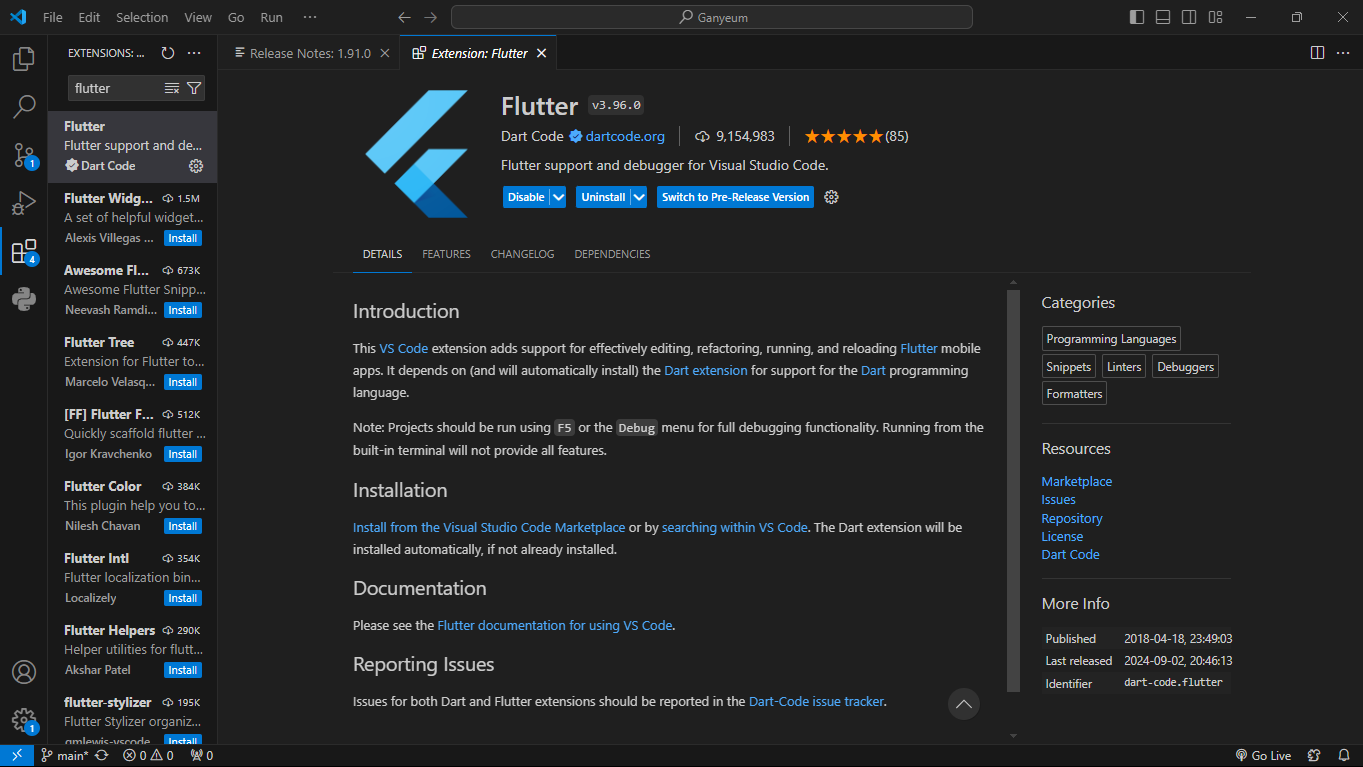 File Edit Selection View Go Run ···
Ganyeum
EXTENSIONS: ...
flutter
Flutter
Flutter support and de...
Dart Code
Flutter Widg... 1.5M
A set of helpful widget...
Alexis Villegas ... Install
Awesome Fl... 673K
Awesome Flutter Snipp...
Neevash Ramdi... Install
Flutter Tree 447K
Extension for Flutter to...
Marcelo Velasq... Install
[FF] Flutter F... 512K
Quickly scaffold flutter ...
Igor Kravchenko Install
Flutter Color 384K
This plugin help you to...
Nilesh Chavan Install
Flutter Intl 354K
Flutter localization bin...
Localizely Install
Flutter Helpers 290K
Helper utilities for flutt...
Akshar Patel Install
flutter-stylizer 195K
Flutter Stylizer organiz...
gmlewis-vscode Install
1
4
1
Release Notes: 1.91.0
Extension: Flutter
Flutter v3.96.0
Dart Code dartcode.org 9,154,983 (85)
Flutter support and debugger for Visual Studio Code.
Disable Uninstall Switch to Pre-Release Version
DETAILS FEATURES CHANGELOG DEPENDENCIES
Introduction
This VS Code extension adds support for effectively editing, refactoring, running, and reloading Flutter mobile
apps. It depends on (and will automatically install) the Dart extension for support for the Dart programming
language.
Note: Projects should be run using F5 or the Debug menu for full debugging functionality. Running from the
built-in terminal will not provide all features.
Installation
Install from the Visual Studio Code Marketplace or by searching within VS Code. The Dart extension will be
installed automatically, if not already installed.
Documentation
Please see the Flutter documentation for using VS Code.
Reporting Issues
Issues for both Dart and Flutter extensions should be reported in the Dart-Code issue tracker.
Categories
Programming Languages
Snippets Linters Debuggers
Formatters
Resources
Marketplace
Issues
Repository
License
Dart Code
More Info
Published 2018-04-18, 23:49:03
Last released 2024-09-02, 20:46:13
Identifier dart-code.flutter
main* 0 0 0 Go Live